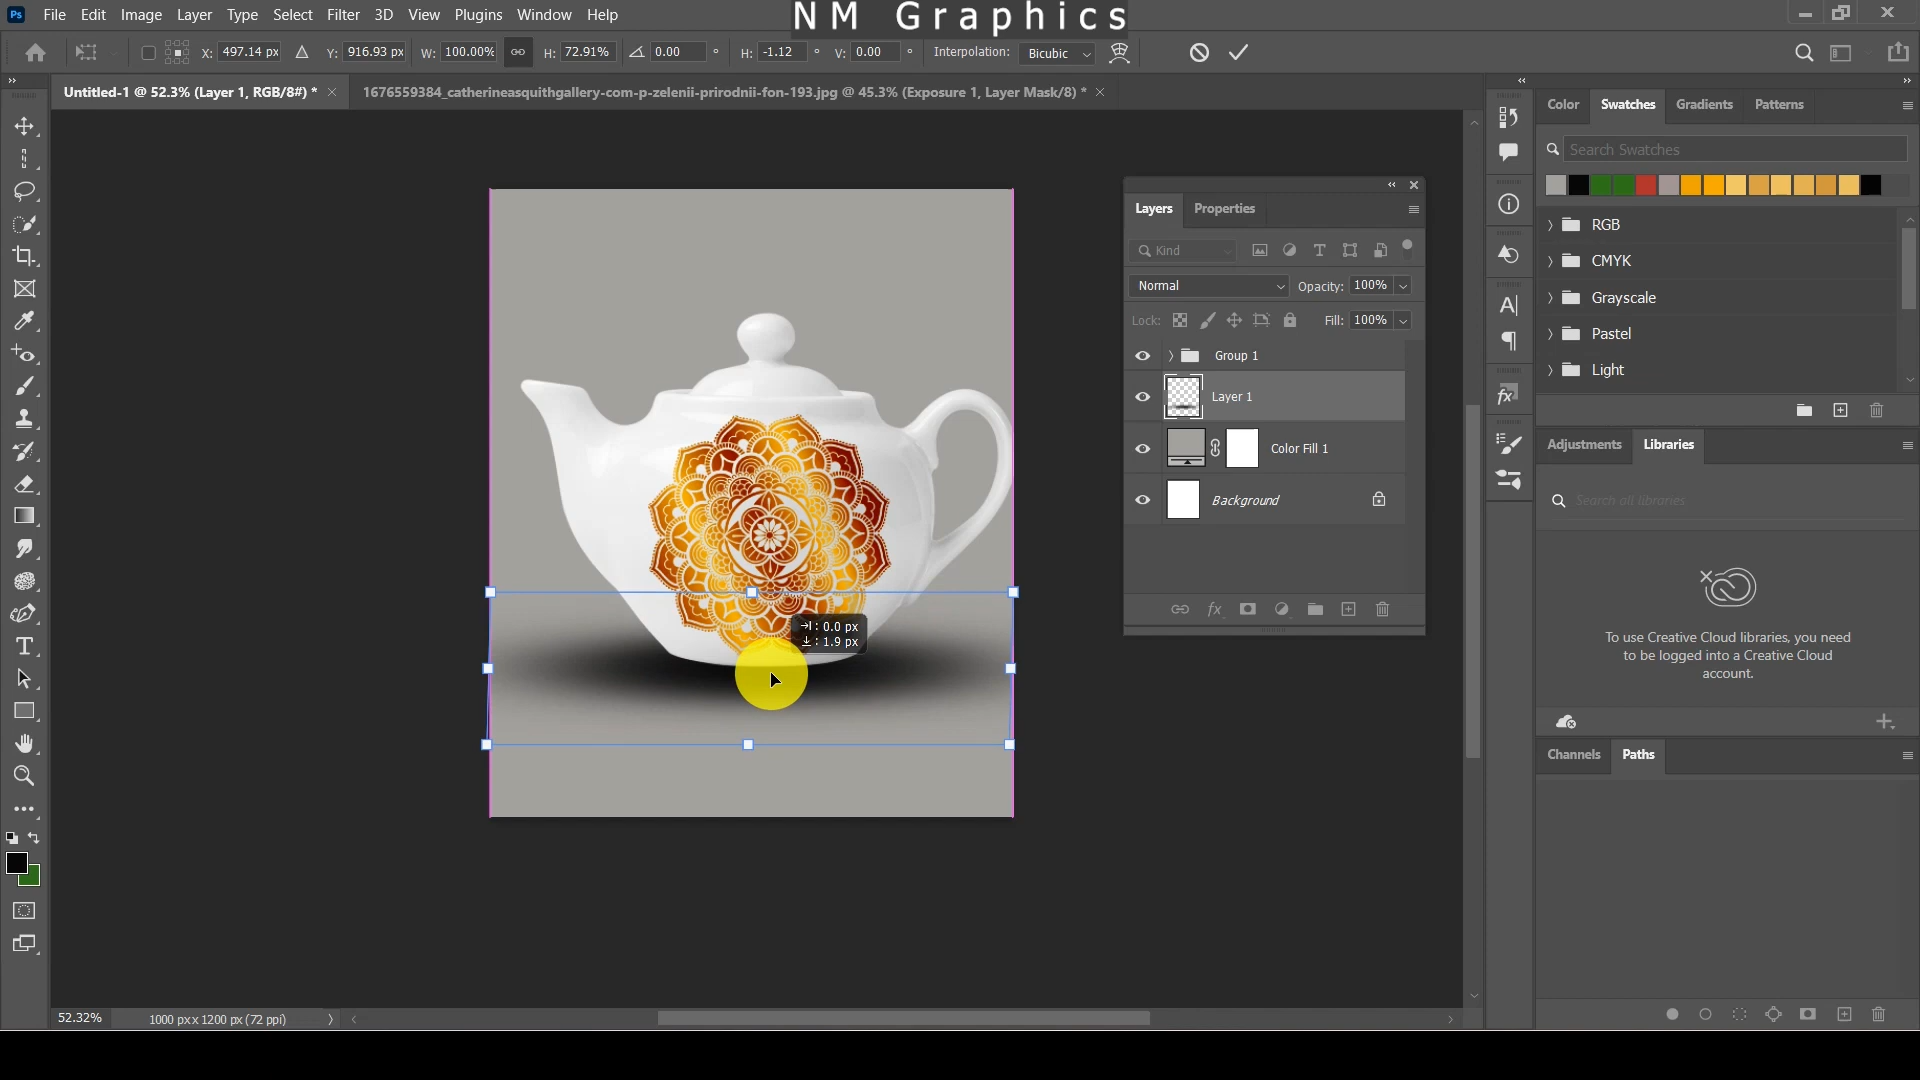 NM Graphics
Ps File Edit Image Layer Type Select Filter 3D View Plugins Window Help
X: 497.14 px Y: 916.93 px W: 100.00% H: 72.91% 0.00 ° H: -1.12 ° V: 0.00 ° Interpolation: Bicubic
Untitled-1 @ 52.3% (Layer 1, RGB/8#) * × 1676559384_catherineasquithgallery-com-p-zelenii-prirodnii-fon-193.jpg @ 45.3% (Exposure 1, Layer Mask/8) * ×
Color Swatches Gradients Patterns
Search Swatches
RGB
CMYK
Grayscale
Pastel
Light
Layers Properties
Kind
Normal Opacity: 100%
Lock: Fill: 100%
Group 1
Layer 1
Color Fill 1
Background
Adjustments Libraries
Search all libraries
To use Creative Cloud libraries, you need
to be logged into a Creative Cloud
account.
Channels Paths
: 0.0 px
: 1.9 px
52.32% 1000 px x 1200 px (72 ppi)